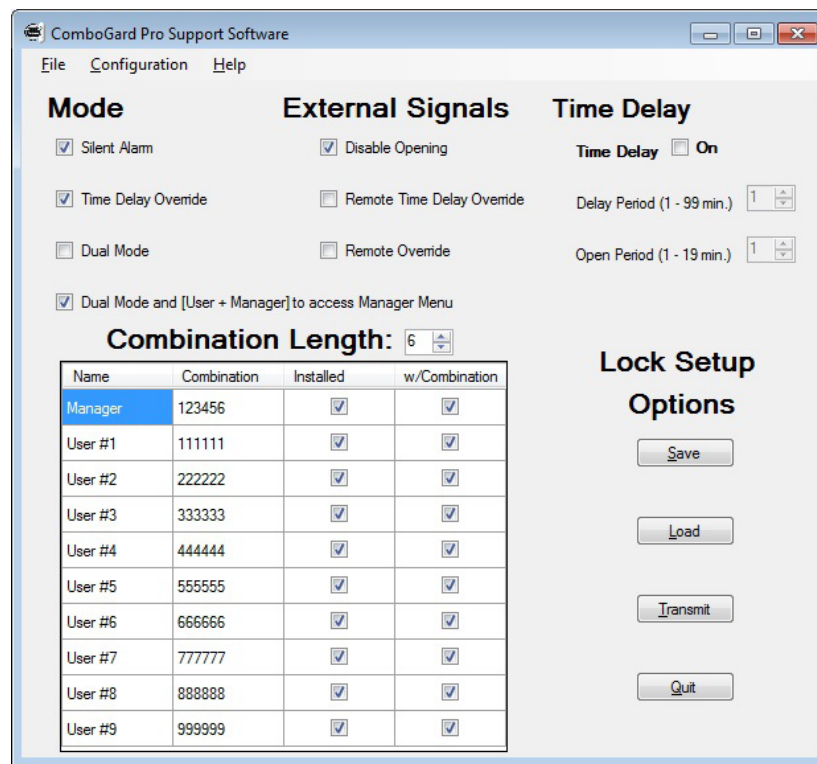 ComboGard Pro Support Software
File Configuration Help
Mode External Signals Time Delay
Silent Alarm Disable Opening Time Delay On
Time Delay Override Remote Time Delay Override Delay Period (1 - 99 min.) 1
Dual Mode Remote Override Open Period (1 - 19 min.) 1
Dual Mode and [User + Manager] to access Manager Menu
Combination Length: 6
Name Combination Installed w/Combination
Manager 123456
User #1 111111
User #2 222222
User #3 333333
User #4 444444
User #5 555555
User #6 666666
User #7 777777
User #8 888888
User #9 999999
Lock Setup
Options
Save
Load
Transmit
Quit